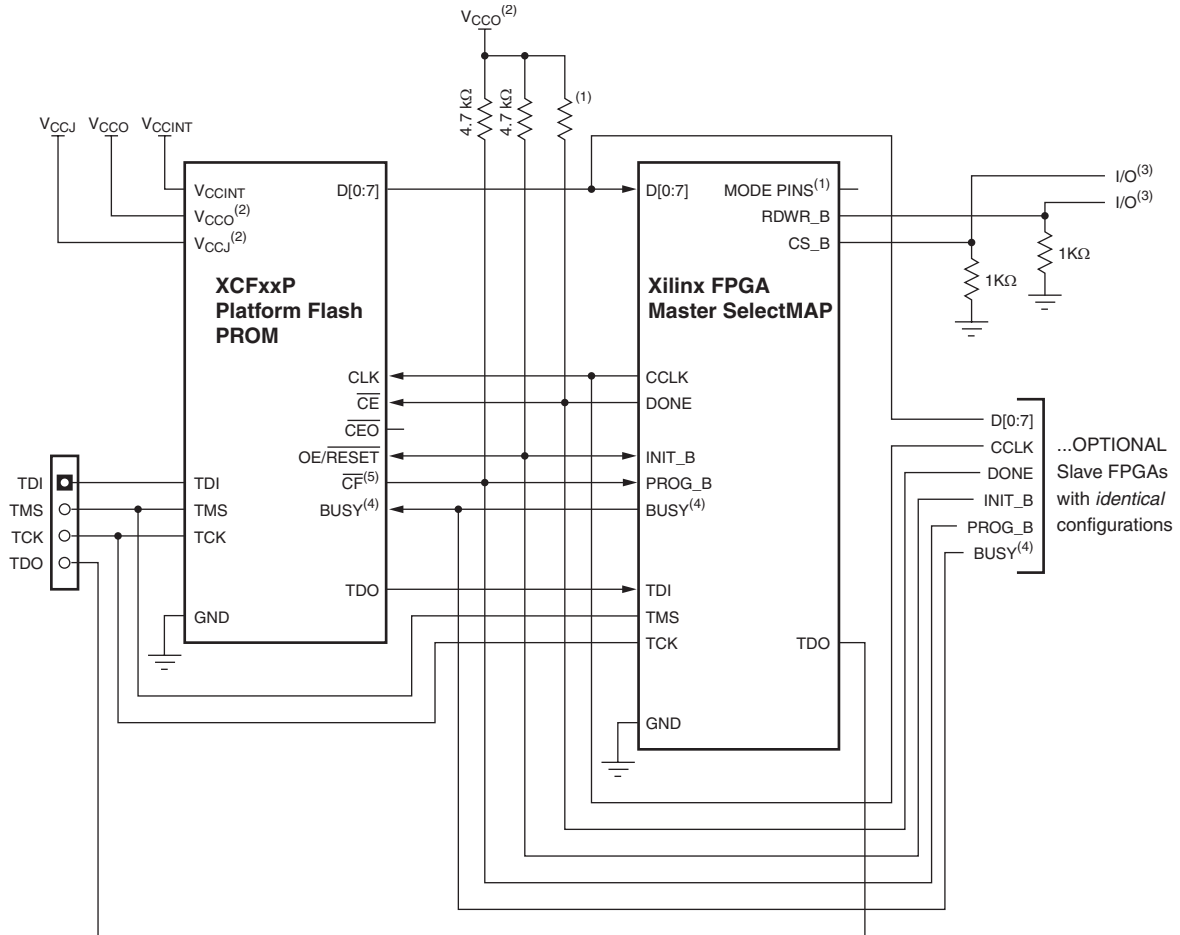 VCCO(2)
4.7 kΩ
4.7 kΩ
(1)
VCCJ VCCO VCCINT
VCCINT
VCCO(2)
VCCJ(2)
D[0:7]
XCFxxP
Platform Flash
PROM
CLK
CE
CEO
OE/RESET
CF(5)
BUSY(4)
TDI
TMS
TCK
TDO
GND
TDI
TMS
TCK
TDO
D[0:7]
MODE PINS(1)
RDWR_B
CS_B
Xilinx FPGA
Master SelectMAP
CCLK
DONE
INIT_B
PROG_B
BUSY(4)
TDI
TMS
TCK
TDO
GND
I/O(3)
I/O(3)
1KΩ
1KΩ
D[0:7]
CCLK
DONE
INIT_B
PROG_B
BUSY(4)
...OPTIONAL
Slave FPGAs
with identical
configurations